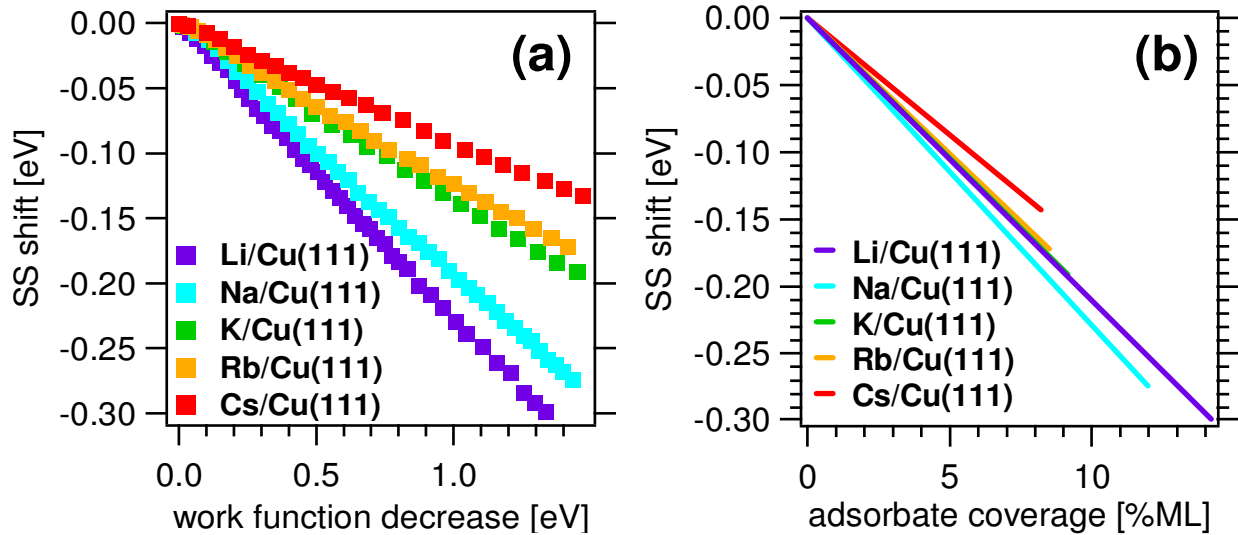 (a)
SS shift [eV]
0.00
-0.05
-0.10
-0.15
-0.20
-0.25
-0.30
Li/Cu(111)
Na/Cu(111)
K/Cu(111)
Rb/Cu(111)
Cs/Cu(111)
0.0 0.5 1.0
work function decrease [eV]
(b)
SS shift [eV]
0.00
-0.05
-0.10
-0.15
-0.20
-0.25
-0.30
Li/Cu(111)
Na/Cu(111)
K/Cu(111)
Rb/Cu(111)
Cs/Cu(111)
0 5 10
adsorbate coverage [%ML]